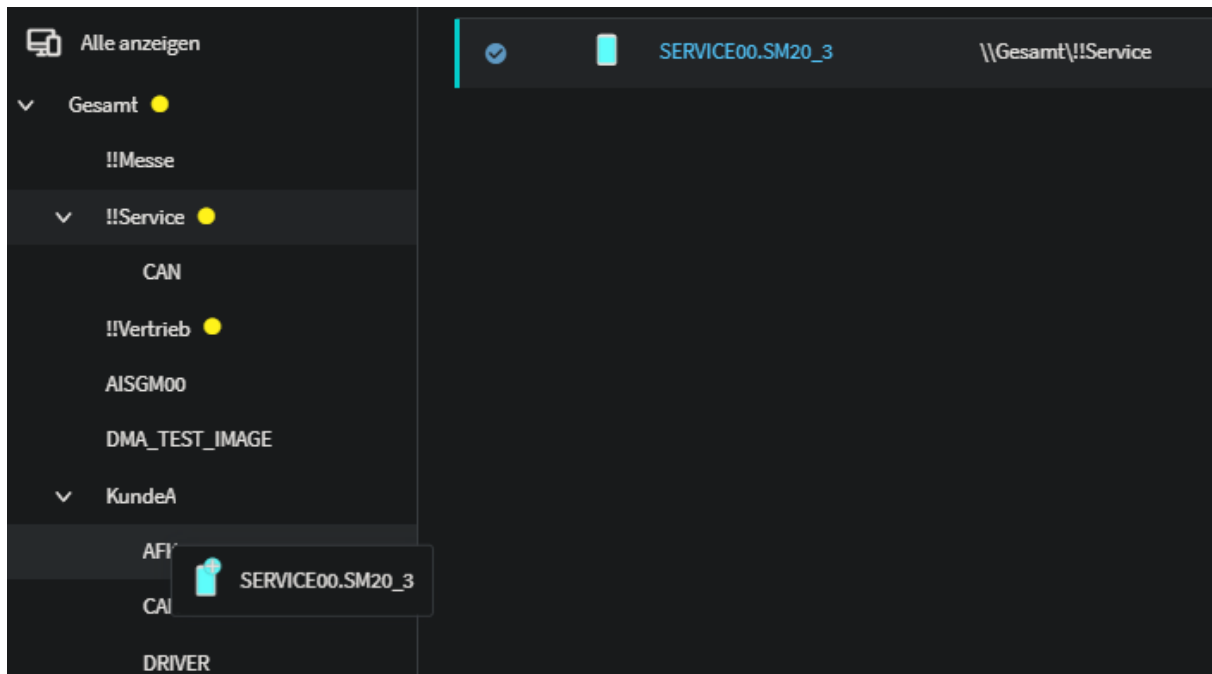 Alle anzeigen
Gesamt
!!Messe
!!Service
CAN
!!Vertrieb
AISGM00
DMA_TEST_IMAGE
KundeA
DRIVER
SERVICE00.SM20_3
\\Gesamt\!!Service
SERVICE00.SM20_3